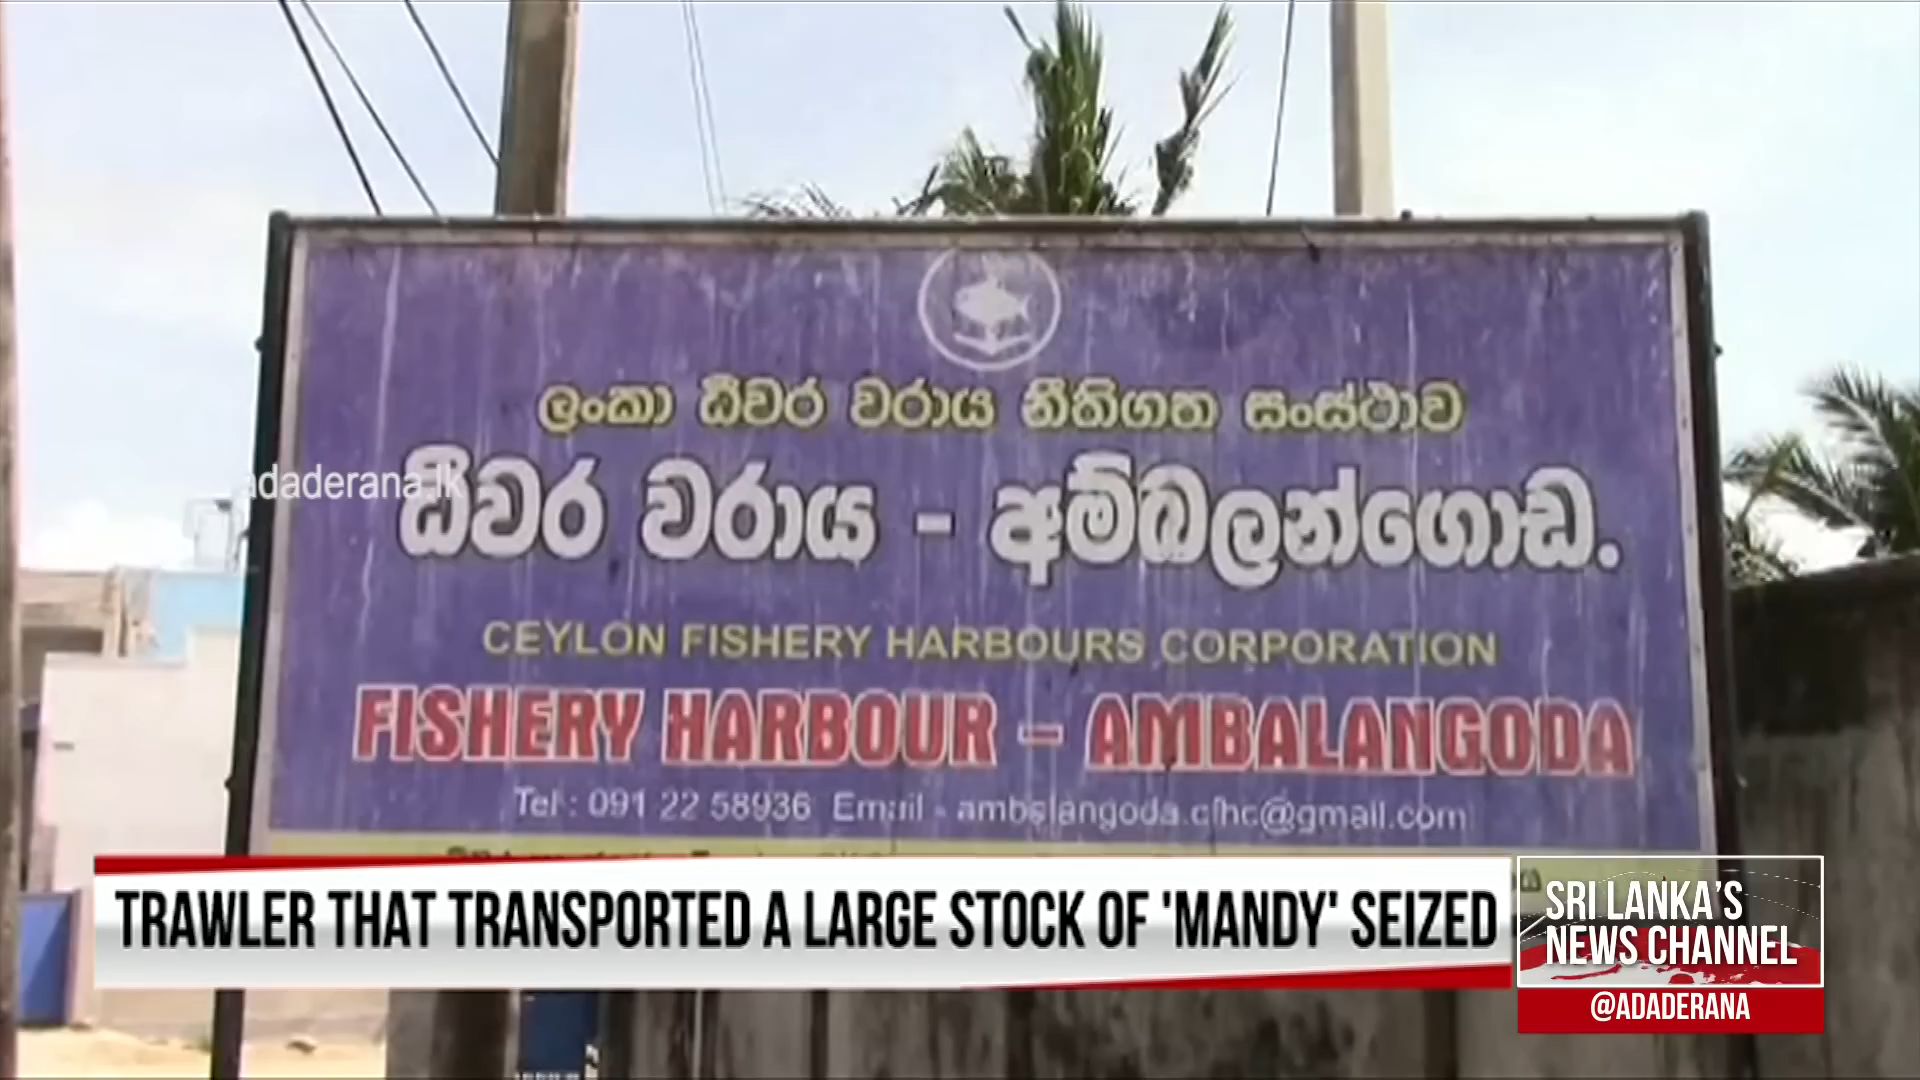 ලංකා ධීවර වරාය නීතිගත සංස්ථාව
adaderana.lk
ධීවර වරාය - අම්බලන්ගොඩ.
CEYLON FISHERY HARBOURS CORPORATION
FISHERY HARBOUR – AMBALANGODA
Tel : 091 22 58936 Email - ambalangoda.cfhc@gmail.com
TRAWLER THAT TRANSPORTED A LARGE STOCK OF 'MANDY' SEIZED
SRI LANKA'S
NEWS CHANNEL
@ADADERANA